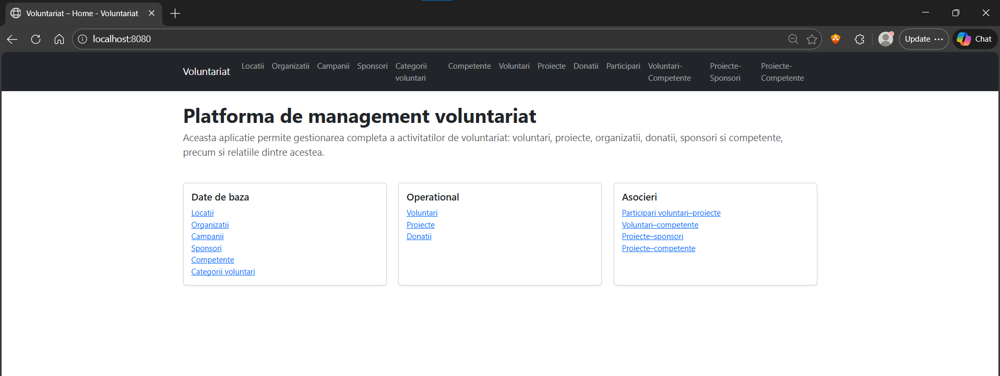 Voluntariat – Home - Voluntariat
localhost:8080
Update
Chat
Voluntariat Locatii Organizatii Campanii Sponsori Categorii voluntari Competente Voluntari Proiecte Donatii Participari Voluntari-Competente Proiecte-Sponsori Proiecte-Competente
Platforma de management voluntariat
Aceasta aplicatie permite gestionarea completa a activitatilor de voluntariat: voluntari, proiecte, organizatii, donatii, sponsori si competente,
precum si relatiile dintre acestea.
Date de baza
Locatii
Organizatii
Campanii
Sponsori
Competente
Categorii voluntari
Operational
Voluntari
Proiecte
Donatii
Asocieri
Participari voluntari–proiecte
Voluntari–competente
Proiecte–sponsori
Proiecte–competente